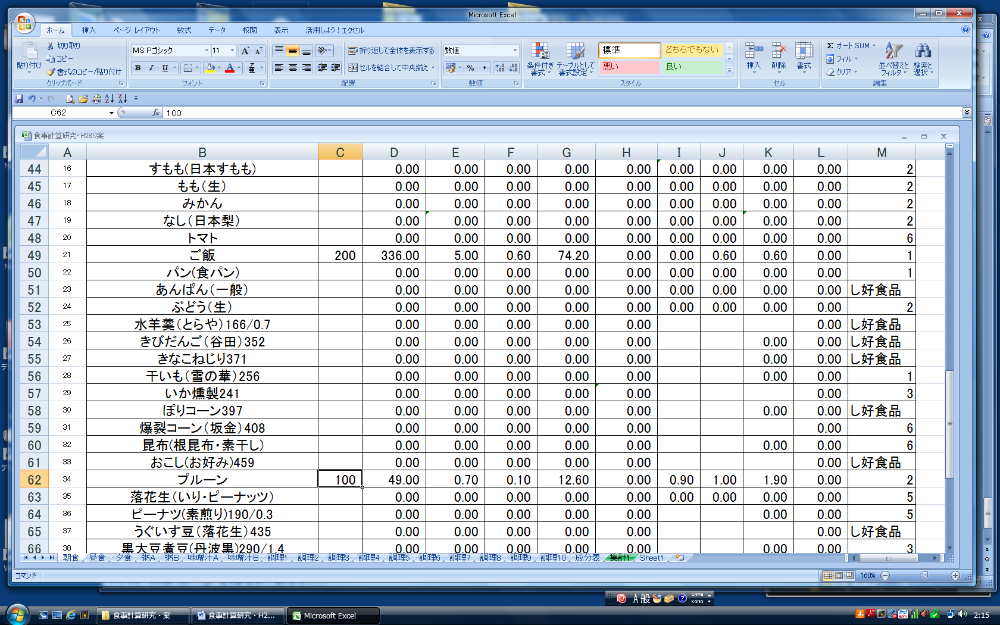 Microsoft Excel
ホーム 挿入 ページ レイアウト 数式 データ 校閲 表示 活用しよう！エクセル
貼り付け 切り取り コピー 書式のコピー/貼り付け クリップボード
MS Pゴシック 11 B I U フォント
折り返して全体を表示する セルを結合して中央揃え 配置
数値 % , 数値
条件付き書式 テーブルとして書式設定 標準 どちらでもない 悪い 良い スタイル
挿入 削除 書式 セル
Σ オート SUM フィル クリア 並べ替えとフィルタ 検索と選択 編集
C62 fx 100
食事計算研究・H28.9案
A B C D E F G H I J K L M
44 16 すもも(日本すもも) 0.00 0.00 0.00 0.00 0.00 0.00 0.00 0.00 0.00 2
45 17 もも(生) 0.00 0.00 0.00 0.00 0.00 0.00 0.00 0.00 0.00 2
46 18 みかん 0.00 0.00 0.00 0.00 0.00 0.00 0.00 0.00 0.00 2
47 19 なし(日本梨) 0.00 0.00 0.00 0.00 0.00 0.00 0.00 0.00 0.00 2
48 20 トマト 0.00 0.00 0.00 0.00 0.00 0.00 0.00 0.00 0.00 6
49 21 ご飯 200 336.00 5.00 0.60 74.20 0.00 0.00 0.60 0.60 0.00 1
50 22 パン(食パン) 0.00 0.00 0.00 0.00 0.00 0.00 0.00 0.00 0.00 1
51 23 あんぱん(一般) 0.00 0.00 0.00 0.00 0.00 0.00 0.00 0.00 0.00 し好食品
52 24 ぶどう(生) 0.00 0.00 0.00 0.00 0.00 0.00 0.00 0.00 0.00 2
53 25 水羊羹(とらや)166/0.7 0.00 0.00 0.00 0.00 0.00 0.00 し好食品
54 26 きびだんご(谷田)352 0.00 0.00 0.00 0.00 0.00 0.00 0.00 し好食品
55 27 きなこねじり371 0.00 0.00 0.00 0.00 0.00 0.00 0.00 し好食品
56 28 干いも(雪の華)256 0.00 0.00 0.00 0.00 0.00 0.00 0.00 1
57 29 いか燻製241 0.00 0.00 0.00 0.00 0.00 0.00 3
58 30 ぽりコーン397 0.00 0.00 0.00 0.00 0.00 0.00 0.00 し好食品
59 31 爆裂コーン(坂金)408 0.00 0.00 0.00 0.00 0.00 0.00 6
60 32 昆布(根昆布・素干し) 0.00 0.00 0.00 0.00 0.00 0.00 0.00 6
61 33 おこし(お好み)459 0.00 0.00 0.00 0.00 0.00 0.00 し好食品
62 34 プルーン 100 49.00 0.70 0.10 12.60 0.00 0.90 1.00 1.90 0.00 2
63 35 落花生(いり・ピーナッツ) 0.00 0.00 0.00 0.00 0.00 0.00 0.00 0.00 0.00 5
64 36 ピーナツ(素煎り)190/0.3 0.00 0.00 0.00 0.00 0.00 0.00 0.00 5
65 37 うぐいす豆(落花生)435 0.00 0.00 0.00 0.00 0.00 0.00 し好食品
66 38 黒大豆煮豆(丹波黒)290/1.4 0.00 0.00 0.00 0.00 0.00 0.00 0.00 3
朝食 昼食 夕食 粥A 粥B 味噌汁A 味噌汁B 調理1 調理2 調理3 調理4 調理5 調理6 調理7 調理8 調理9 調理10 成分表 集計1 Sheet1
コマンド 160%
A 般 CAPS KANA
食事計算研究・案 食事計算研究・H2... Microsoft Excel 2:15